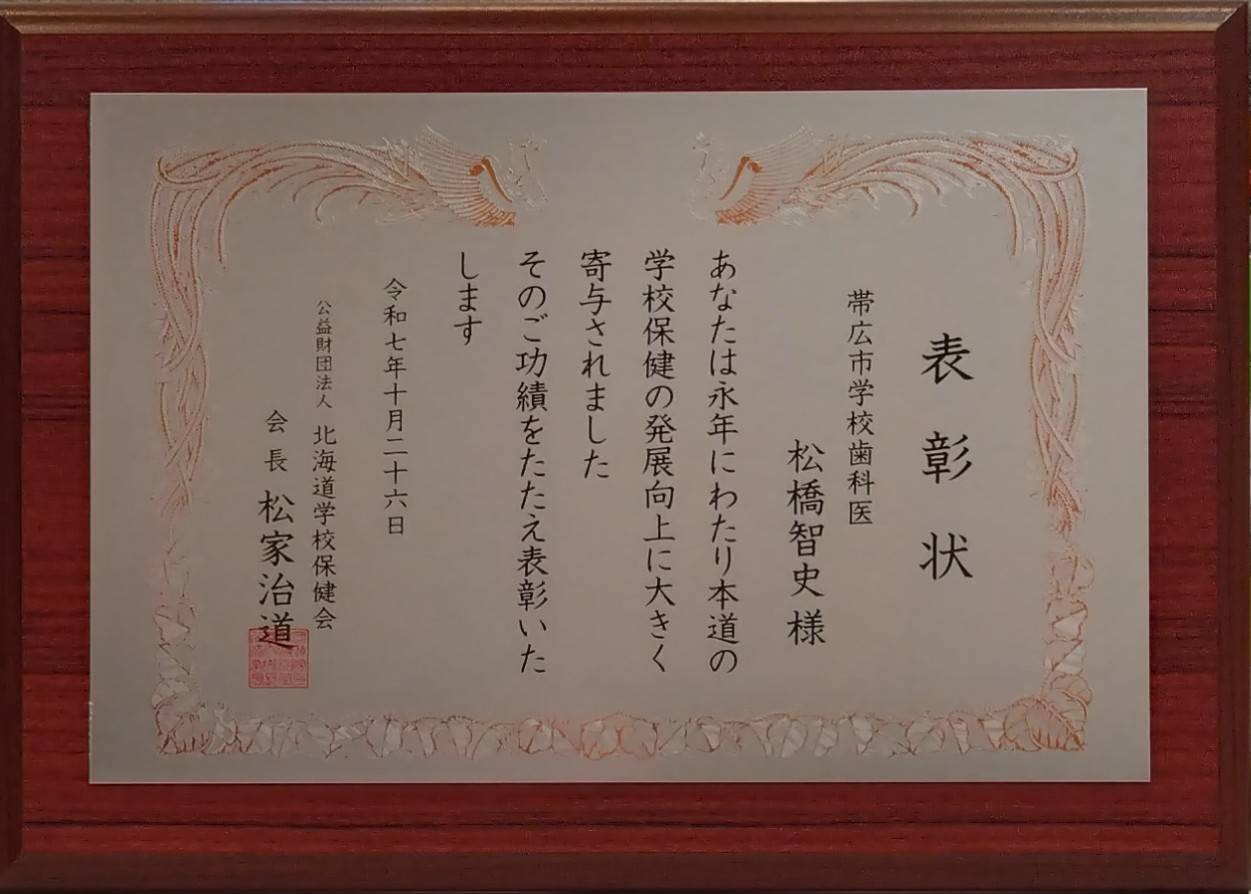 表彰状
帯広市学校歯科医
松橋智史 様
あなたは永年にわたり本道の
学校保健の発展向上に大きく
寄与されました
そのご功績をたたえ表彰いた
します
令和七年十月二十六日
公益財団法人 北海道学校保健会
会長 松家治道